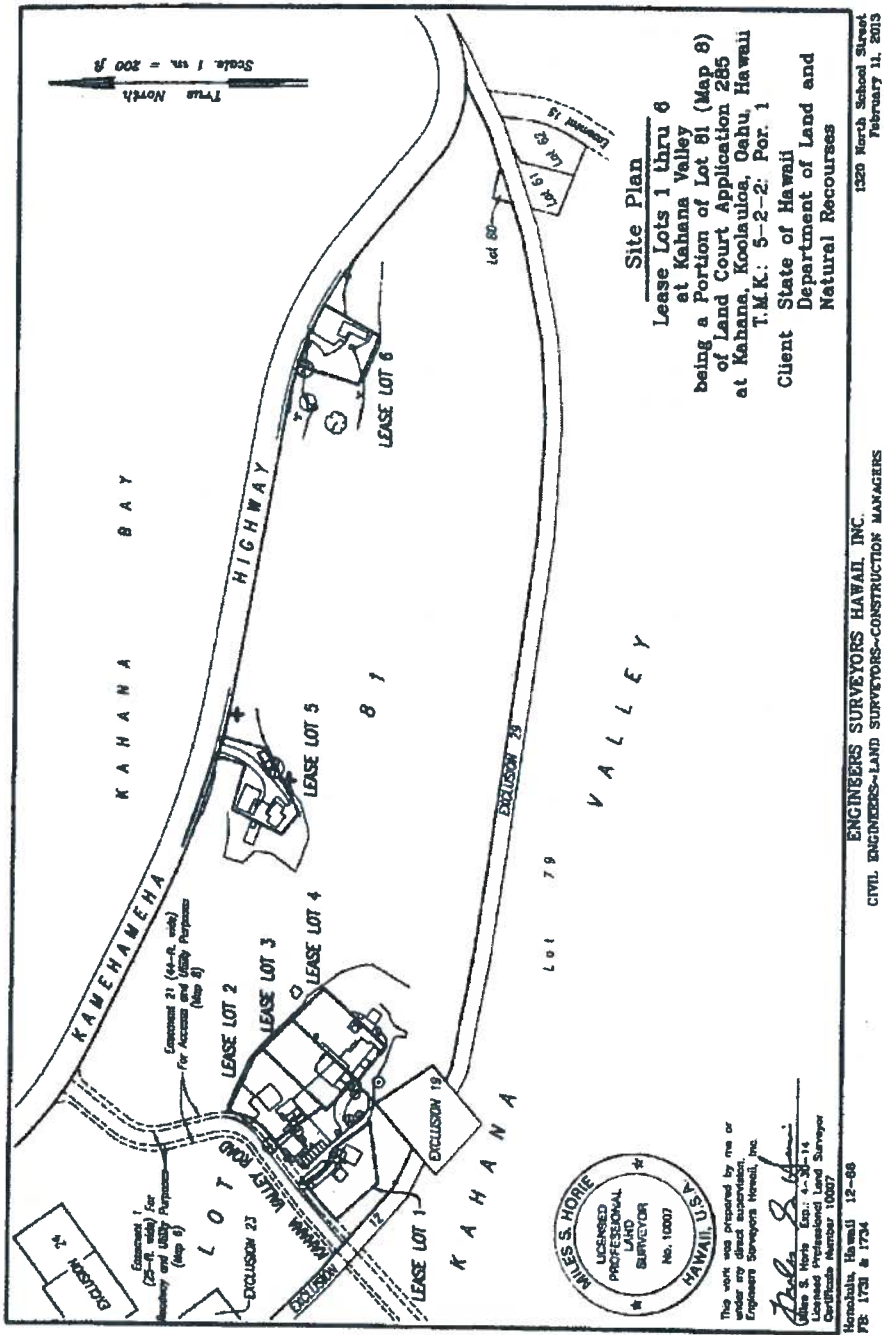 True North
Scale: 1 in. = 200 ft
KAHANA BAY
KAMEHAMEHA HIGHWAY
Easement 21 (44-ft. wide)
For Access and Utility Purposes
(Map 8)
Easement 1
(25-ft. wide) For
Roadway and Utility Purposes
(Map 6)
EXCLUSION 24
LOT
81
EXCLUSION 23
KAHANA VALLEY ROAD
LEASE LOT 2
LEASE LOT 3
LEASE LOT 4
LEASE LOT 5
LEASE LOT 6
LEASE LOT 1
EXCLUSION 12
EXCLUSION 19
EXCLUSION 29
Lot 79
KAHANA VALLEY
Lot 80
Lot 61
Lot 62
Easement 15
Site Plan
Lease Lots 1 thru 6
at Kahana Valley
being a Portion of Lot 81 (Map 8)
of Land Court Application 285
at Kahana, Koolauloa, Oahu, Hawaii
T.M.K.: 5-2-2: Por. 1
Client State of Hawaii
Department of Land and
Natural Recourses
MILES S. HORIE
LICENSED
PROFESSIONAL
LAND
SURVEYOR
No. 10007
HAWAII, U.S.A.
This work was prepared by me or
under my direct supervision.
Engineers Surveyors Hawaii, Inc.
Miles S. Horie Exp.: 4-30-14
Licensed Professional Land Surveyor
Certificate Number 10007
Honolulu, Hawaii 12-66
FB: 1731 & 1734
ENGINEERS SURVEYORS HAWAII, INC.
CIVIL ENGINEERS~LAND SURVEYORS~CONSTRUCTION MANAGERS
1320 North School Street
February 11, 2013